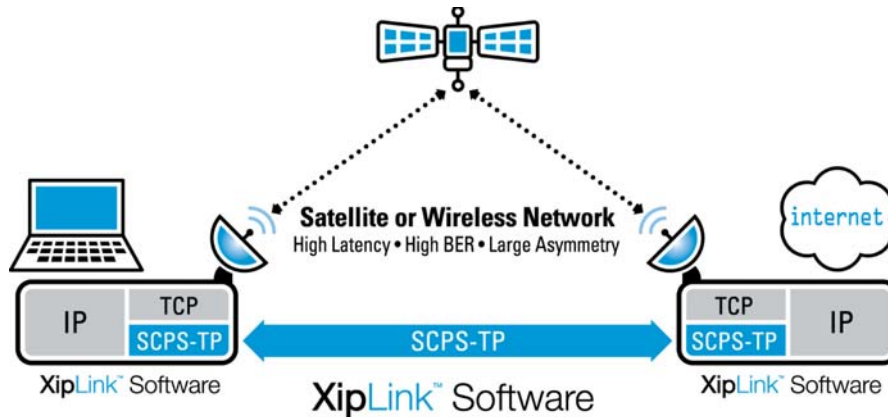 Satellite or Wireless Network
High Latency • High BER • Large Asymmetry
internet
IP
TCP
SCPS-TP
SCPS-TP
TCP
SCPS-TP
IP
XipLink™ Software
XipLink™ Software
XipLink™ Software